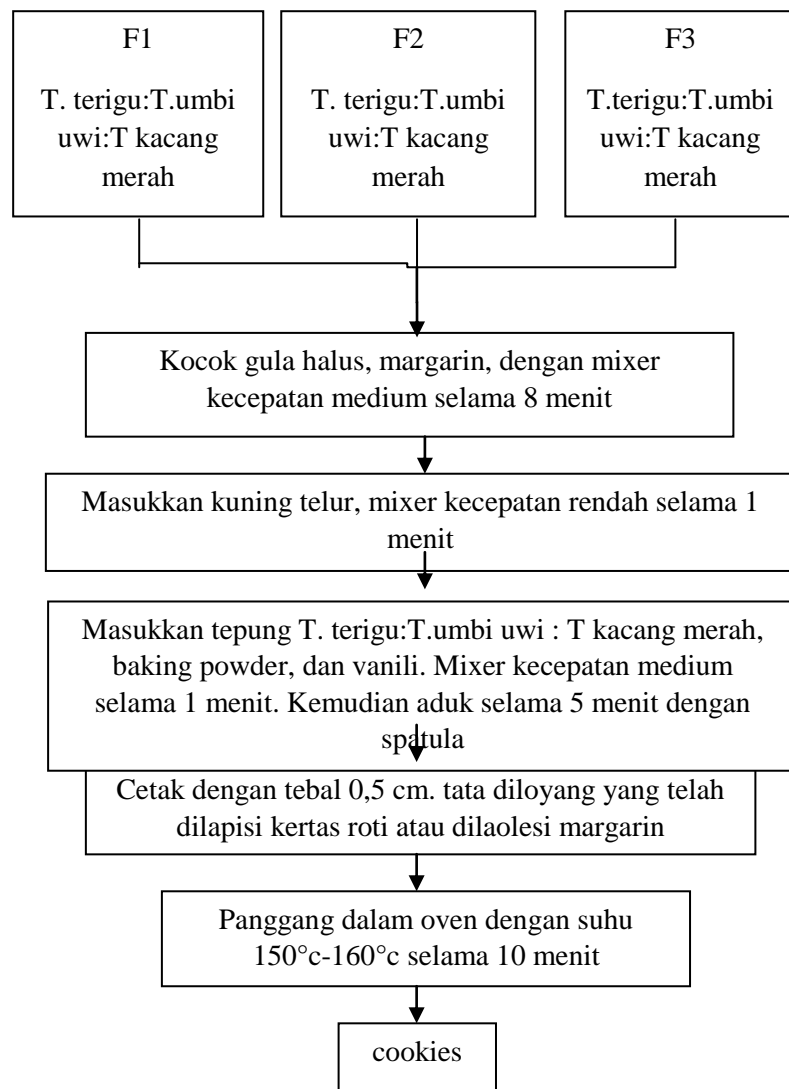 F1
T. terigu:T.umbi
uwi:T kacang
merah
F2
T. terigu:T.umbi
uwi:T kacang
merah
F3
T.terigu:T.umbi
uwi:T kacang
merah
Kocok gula halus, margarin, dengan mixer
kecepatan medium selama 8 menit
Masukkan kuning telur, mixer kecepatan rendah selama 1
menit
Masukkan tepung T. terigu:T.umbi uwi : T kacang merah,
baking powder, dan vanili. Mixer kecepatan medium
selama 1 menit. Kemudian aduk selama 5 menit dengan
spatula
Cetak dengan tebal 0,5 cm. tata diloyang yang telah
dilapisi kertas roti atau dilaolesi margarin
Panggang dalam oven dengan suhu
150°c-160°c selama 10 menit
cookies